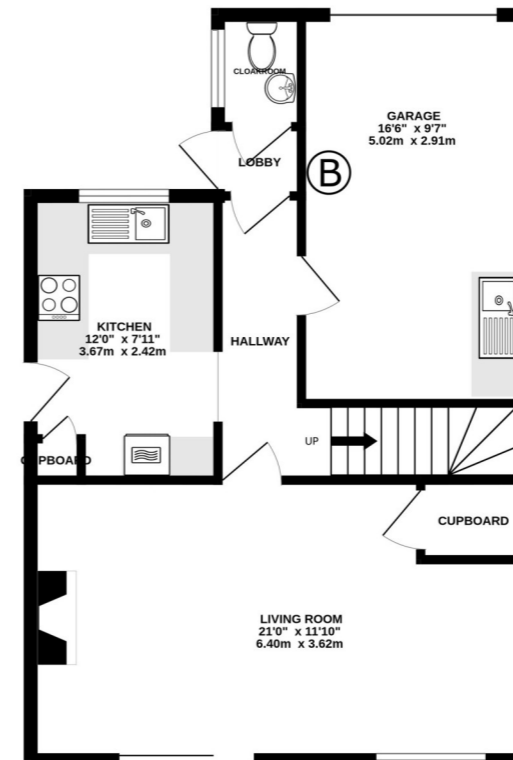 CLOAKROOM
GARAGE
16'6" x 9'7"
5.02m x 2.91m
LOBBY
B
KITCHEN
12'0" x 7'11"
3.67m x 2.42m
HALLWAY
UP
CUPBOARD
CUPBOARD
LIVING ROOM
21'0" x 11'10"
6.40m x 3.62m